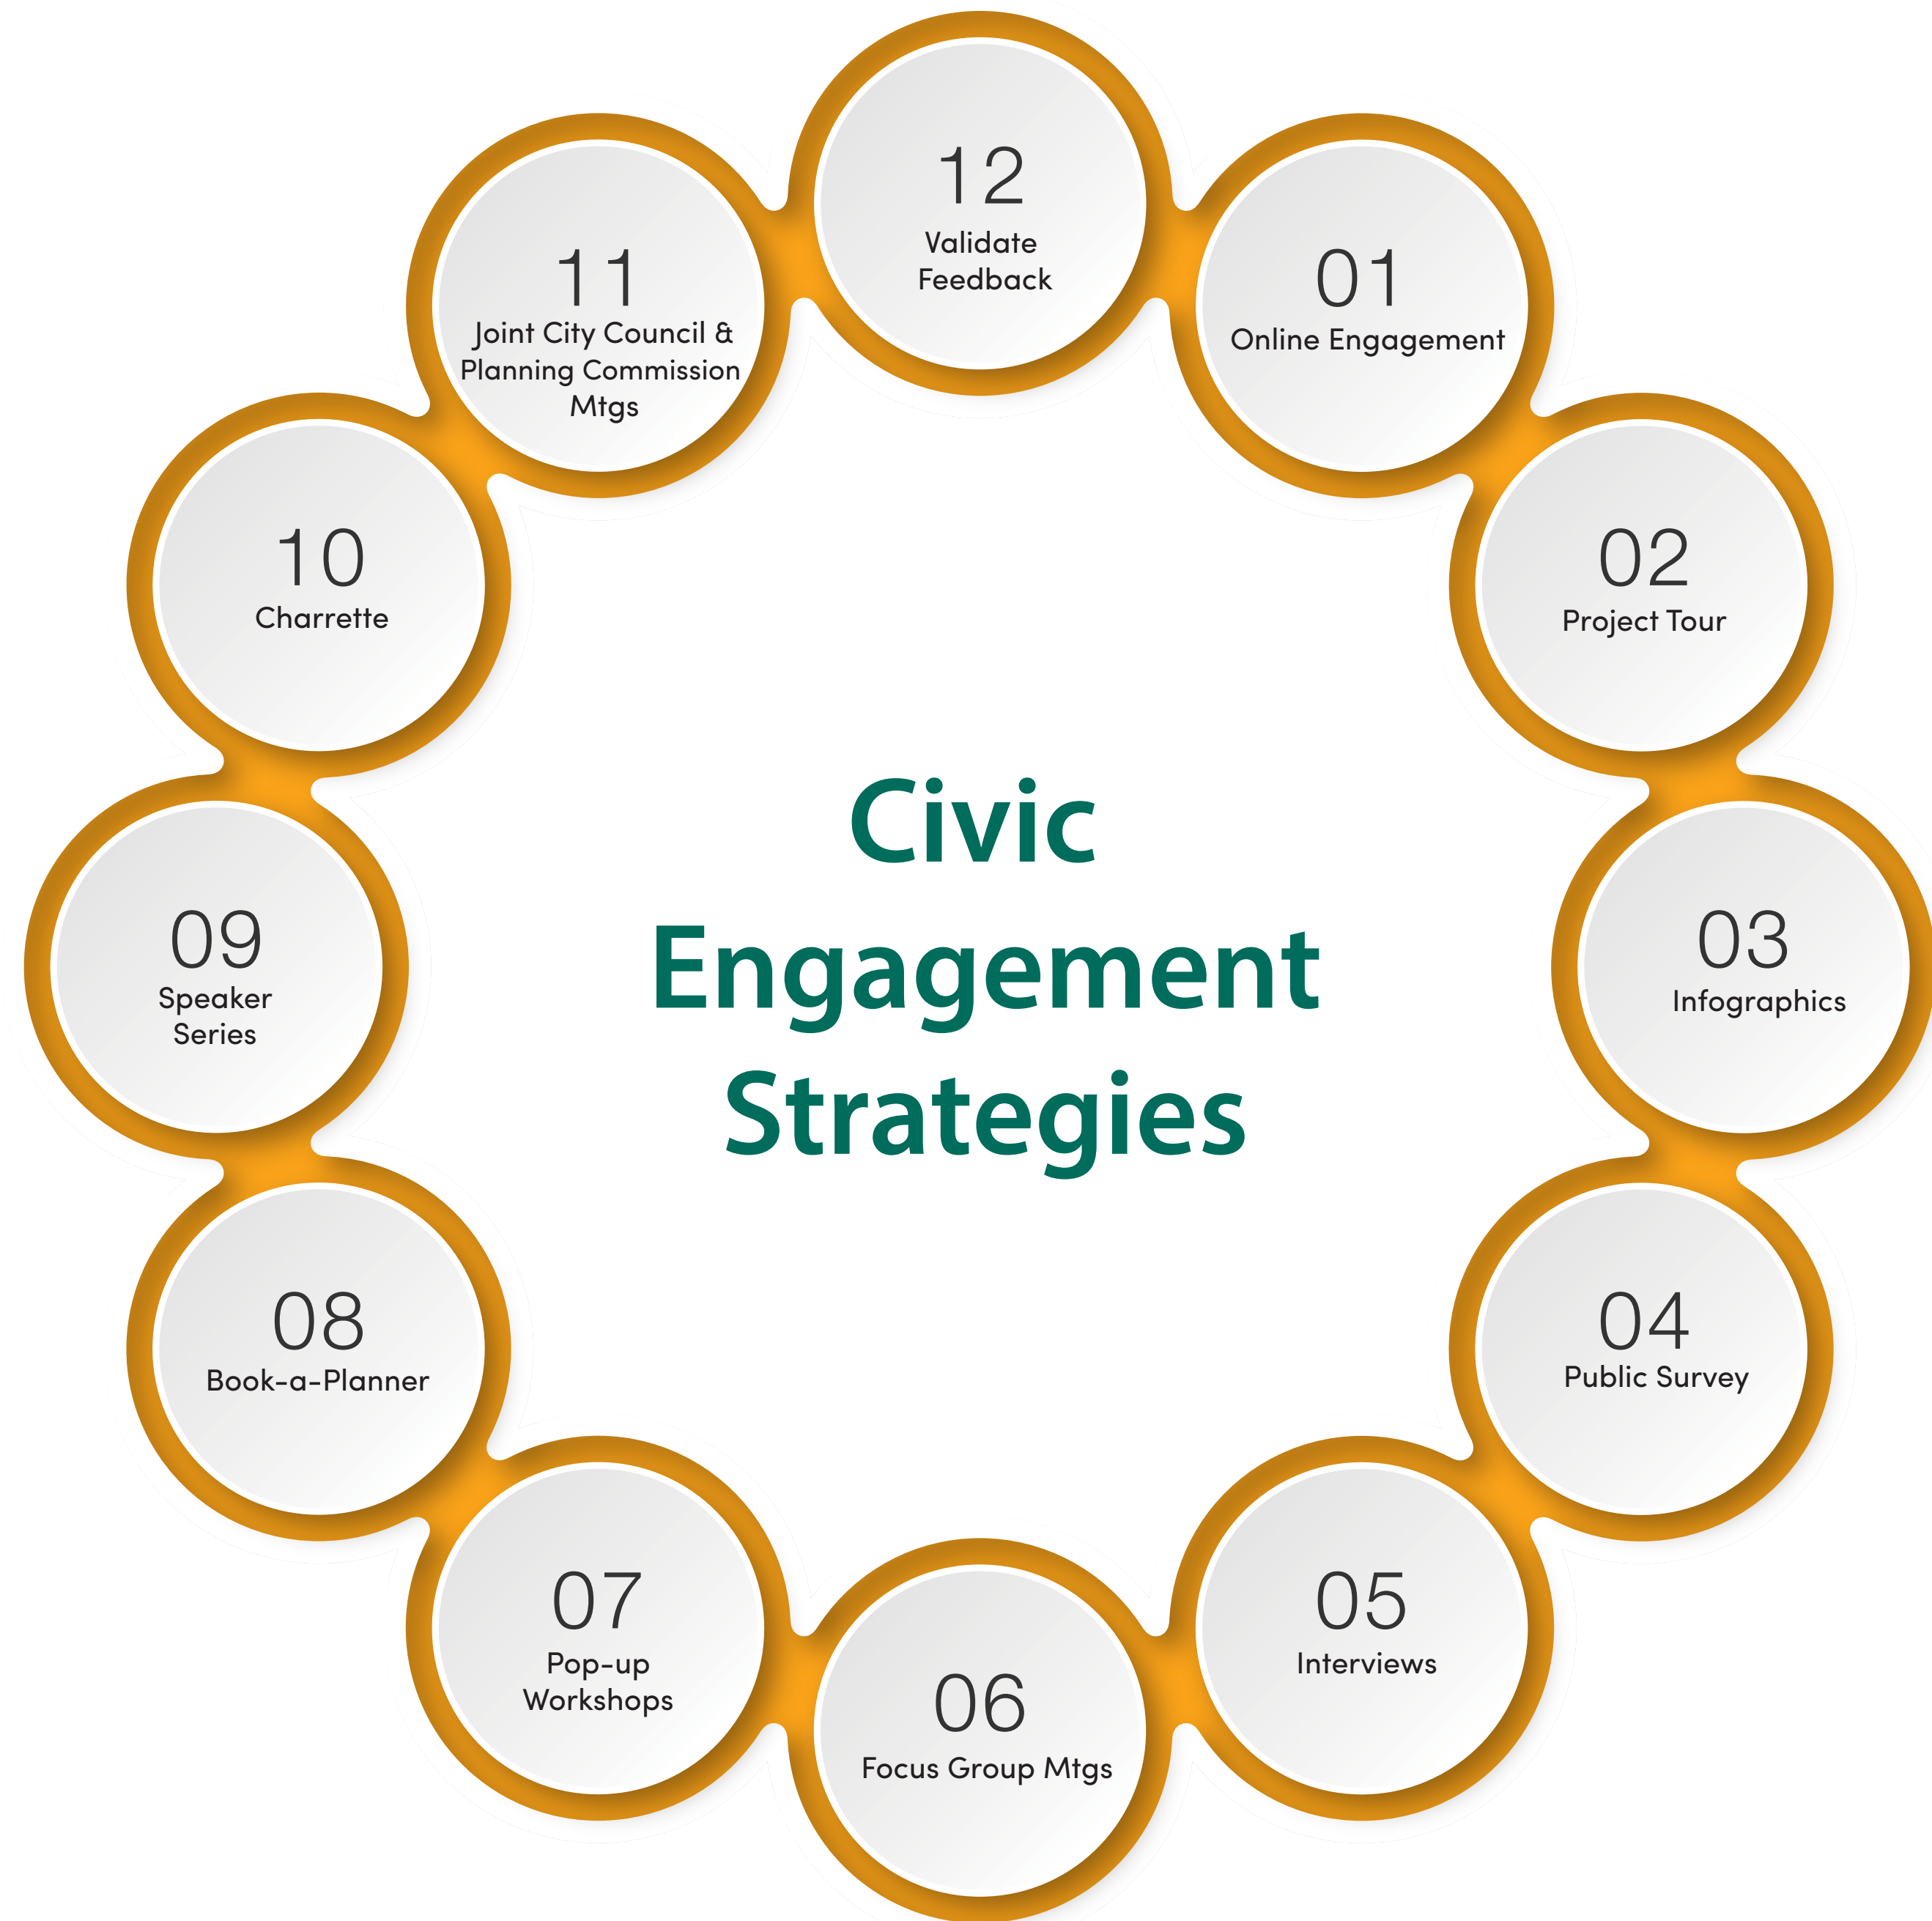 12
Validate
Feedback
01
Online Engagement
02
Project Tour
03
Infographics
04
Public Survey
05
Interviews
06
Focus Group Mtgs
07
Pop-up
Workshops
08
Book-a-Planner
09
Speaker
Series
10
Charrette
11
Joint City Council &
Planning Commission
Mtgs
Civic
Engagement
Strategies